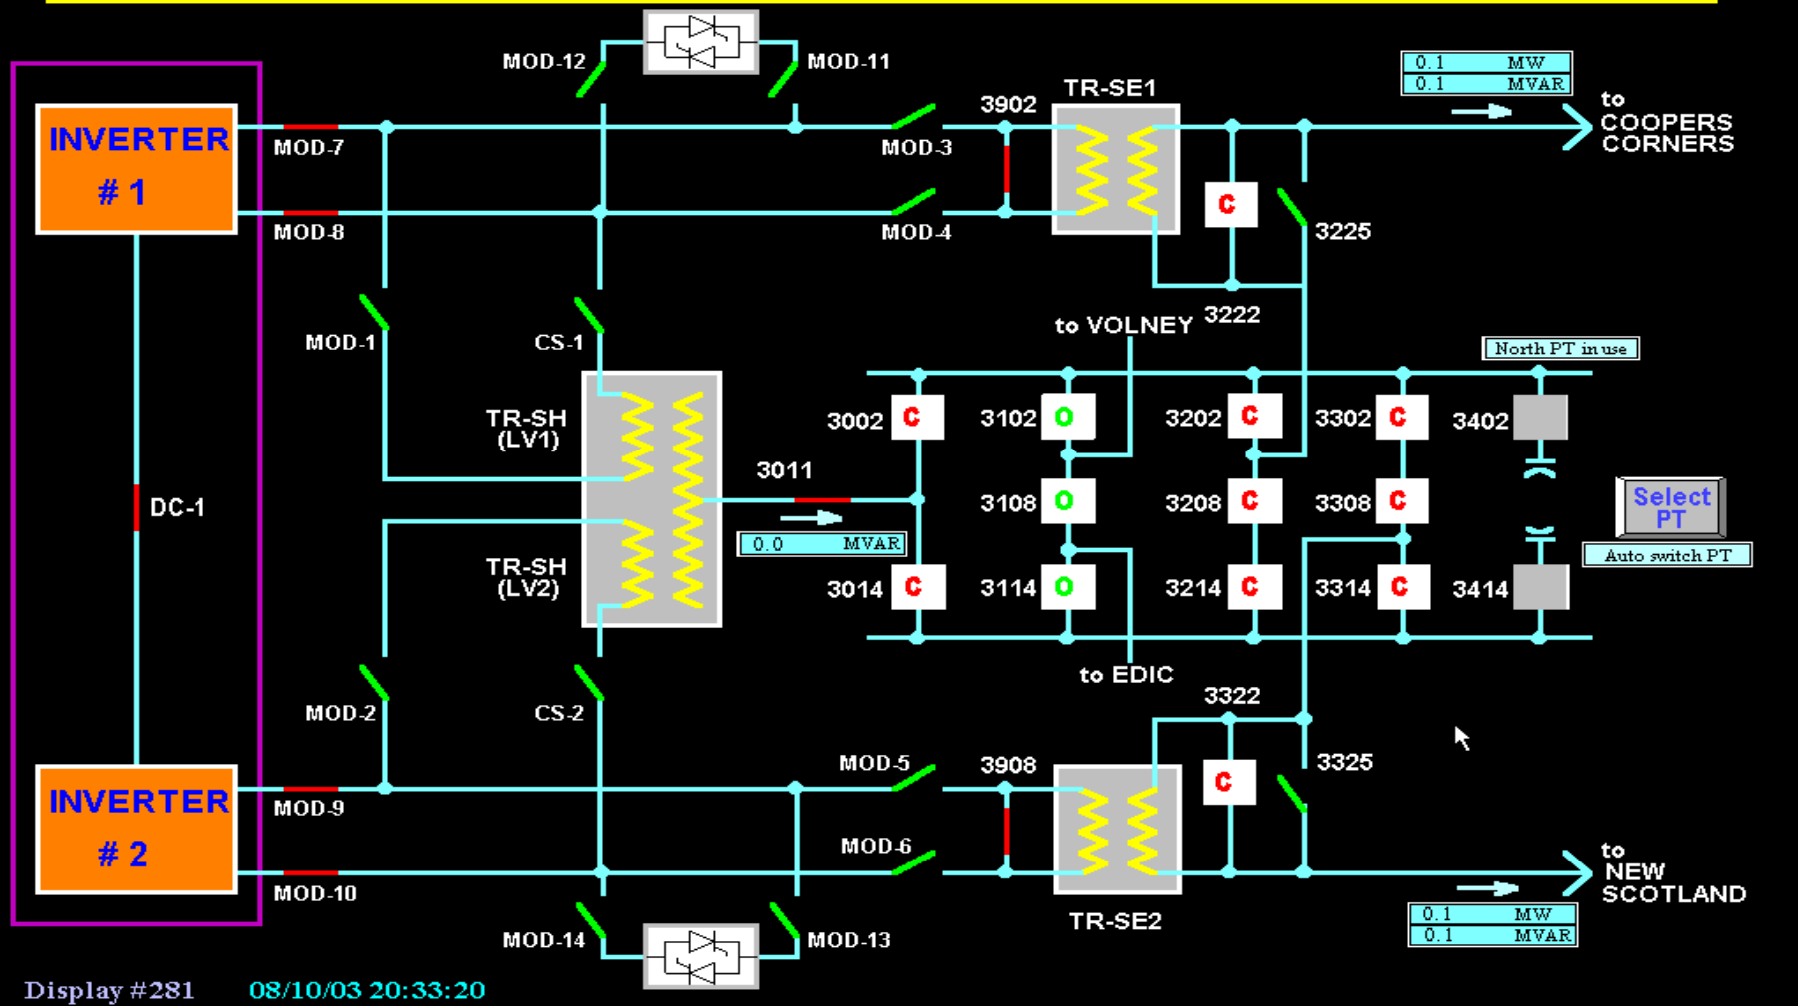 MOD-12
MOD-11
TR-SE1
0.1 MW
0.1 MVAR
to
COOPERS
CORNERS
INVERTER
# 1
MOD-7
MOD-8
3902
MOD-3
MOD-4
C
3225
3222
to VOLNEY
MOD-1
CS-1
North PT in use
TR-SH
(LV1)
3002
C
3102
O
3202
C
3302
C
3402
3011
DC-1
3108
O
3208
C
3308
C
Select
PT
0.0 MVAR
Auto switch PT
TR-SH
(LV2)
3014
C
3114
O
3214
C
3314
C
3414
to EDIC
3322
MOD-2
CS-2
MOD-5
3908
3325
C
INVERTER
# 2
MOD-9
MOD-10
MOD-6
to
NEW
SCOTLAND
TR-SE2
0.1 MW
0.1 MVAR
MOD-14
MOD-13
Display #281
08/10/03 20:33:20